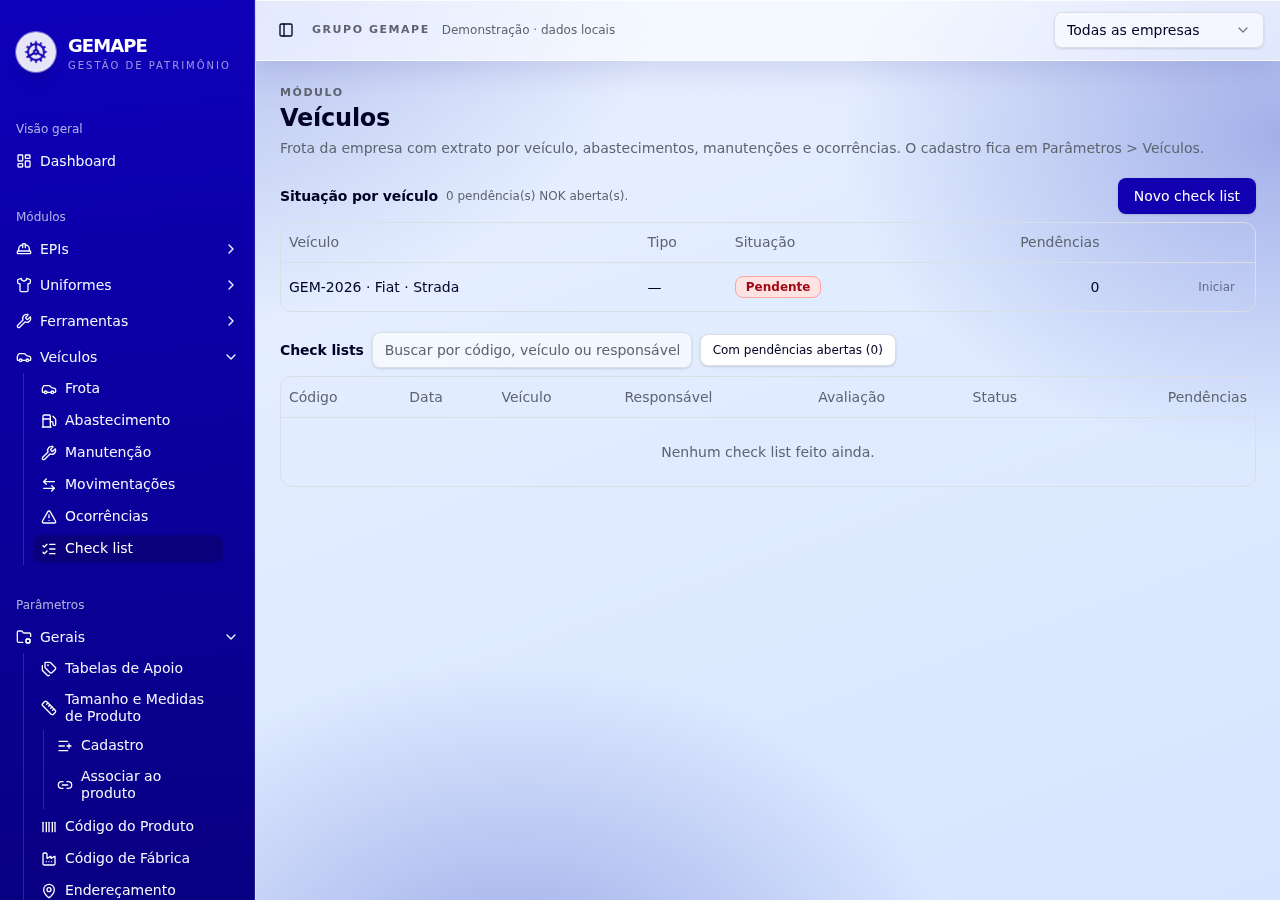 GEMAPE
GESTÃO DE PATRIMÔNIO
Visão geral
Dashboard
Módulos
EPIs
Uniformes
Ferramentas
Veículos
Frota
Abastecimento
Manutenção
Movimentações
Ocorrências
Check list
Parâmetros
Gerais
Tabelas de Apoio
Tamanho e Medidas
de Produto
Cadastro
Associar ao
produto
Código do Produto
Código de Fábrica
Endereçamento
GRUPO GEMAPE Demonstração · dados locais
Todas as empresas
MÓDULO
Veículos
Frota da empresa com extrato por veículo, abastecimentos, manutenções e ocorrências. O cadastro fica em Parâmetros > Veículos.
Situação por veículo 0 pendência(s) NOK aberta(s).
Novo check list
Veículo Tipo Situação Pendências
GEM-2026 · Fiat · Strada — Pendente 0 Iniciar
Check lists Buscar por código, veículo ou responsável Com pendências abertas (0)
Código Data Veículo Responsável Avaliação Status Pendências
Nenhum check list feito ainda.